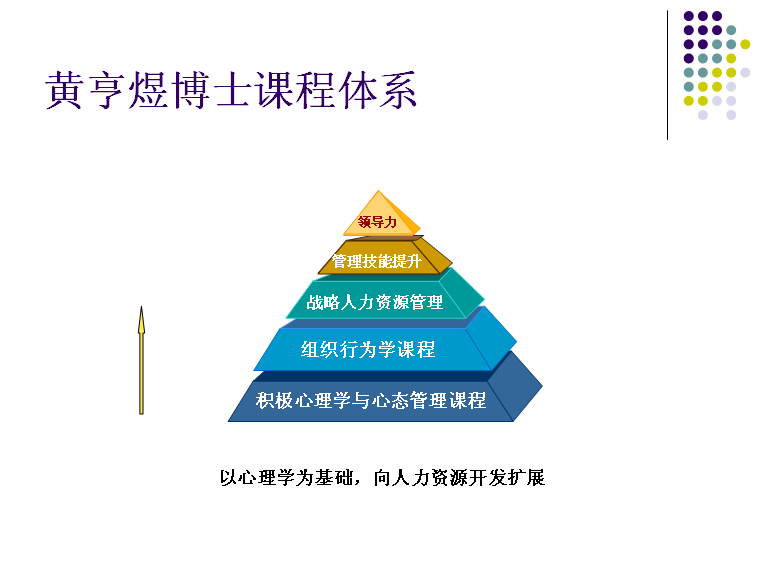 黄亨煜博士课程体系
领导力
管理技能提升
战略人力资源管理
组织行为学课程
积极心理学与心态管理课程
以心理学为基础，向人力资源开发扩展